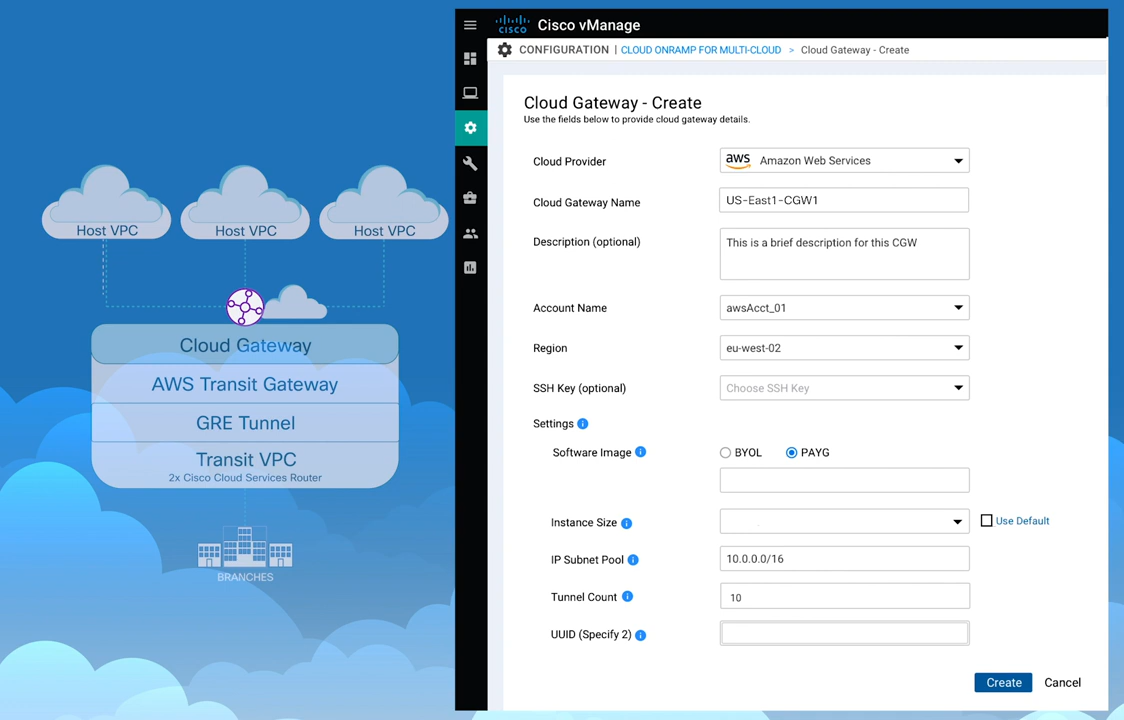 cisco Cisco vManage
CONFIGURATION | CLOUD ONRAMP FOR MULTI-CLOUD > Cloud Gateway - Create
Cloud Gateway - Create
Use the fields below to provide cloud gateway details.
Cloud Provider
aws Amazon Web Services
Cloud Gateway Name
US-East1-CGW1
Description (optional)
This is a brief description for this CGW
Account Name
awsAcct_01
Region
eu-west-02
SSH Key (optional)
Choose SSH Key
Settings
Software Image
BYOL PAYG
Instance Size
Use Default
IP Subnet Pool
10.0.0.0/16
Tunnel Count
10
UUID (Specify 2)
Create Cancel
Host VPC Host VPC Host VPC
Cloud Gateway
AWS Transit Gateway
GRE Tunnel
Transit VPC
2x Cisco Cloud Services Router
BRANCHES